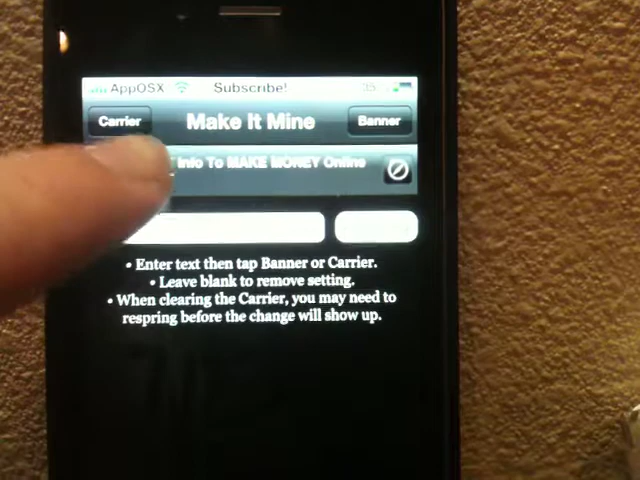 AppOSX Subscribe!
Carrier Make It Mine Banner
Info To MAKE MONEY Online
• Enter text then tap Banner or Carrier.
• Leave blank to remove setting.
• When clearing the Carrier, you may need to
respring before the change will show up.